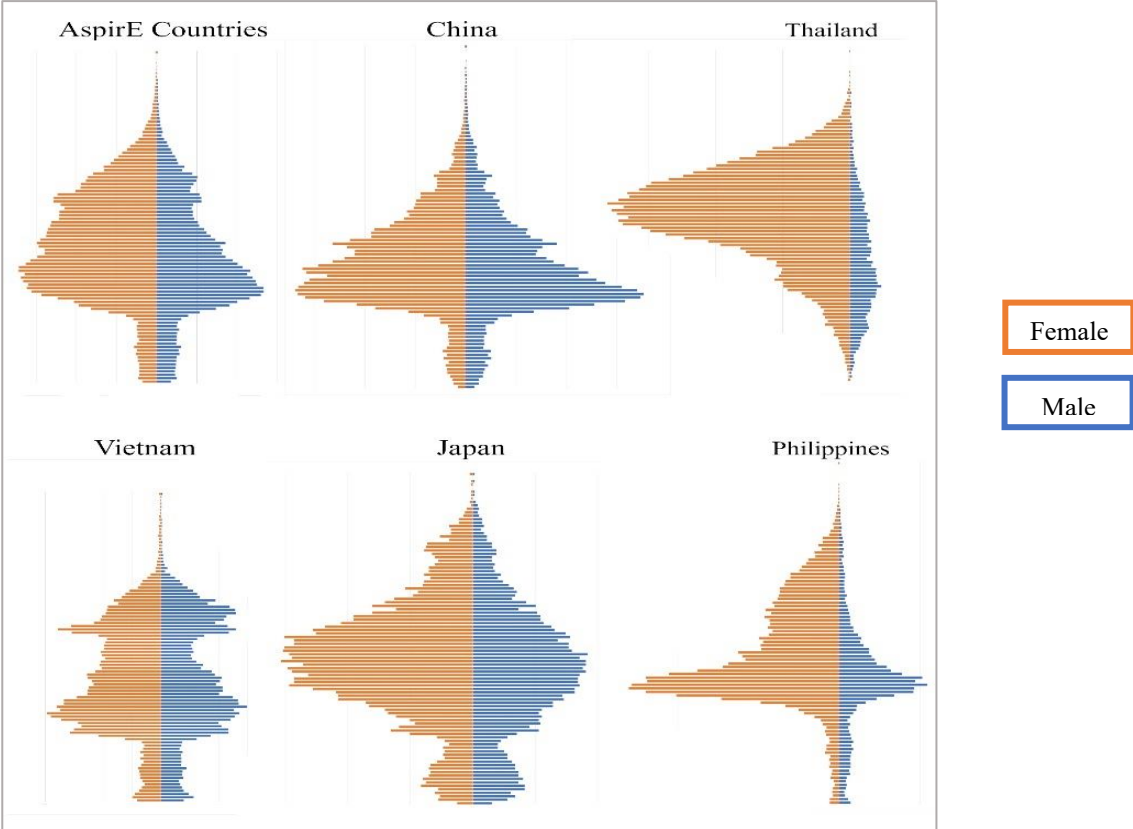 AspirE Countries
China
Thailand
Female
Male
Vietnam
Japan
Philippines